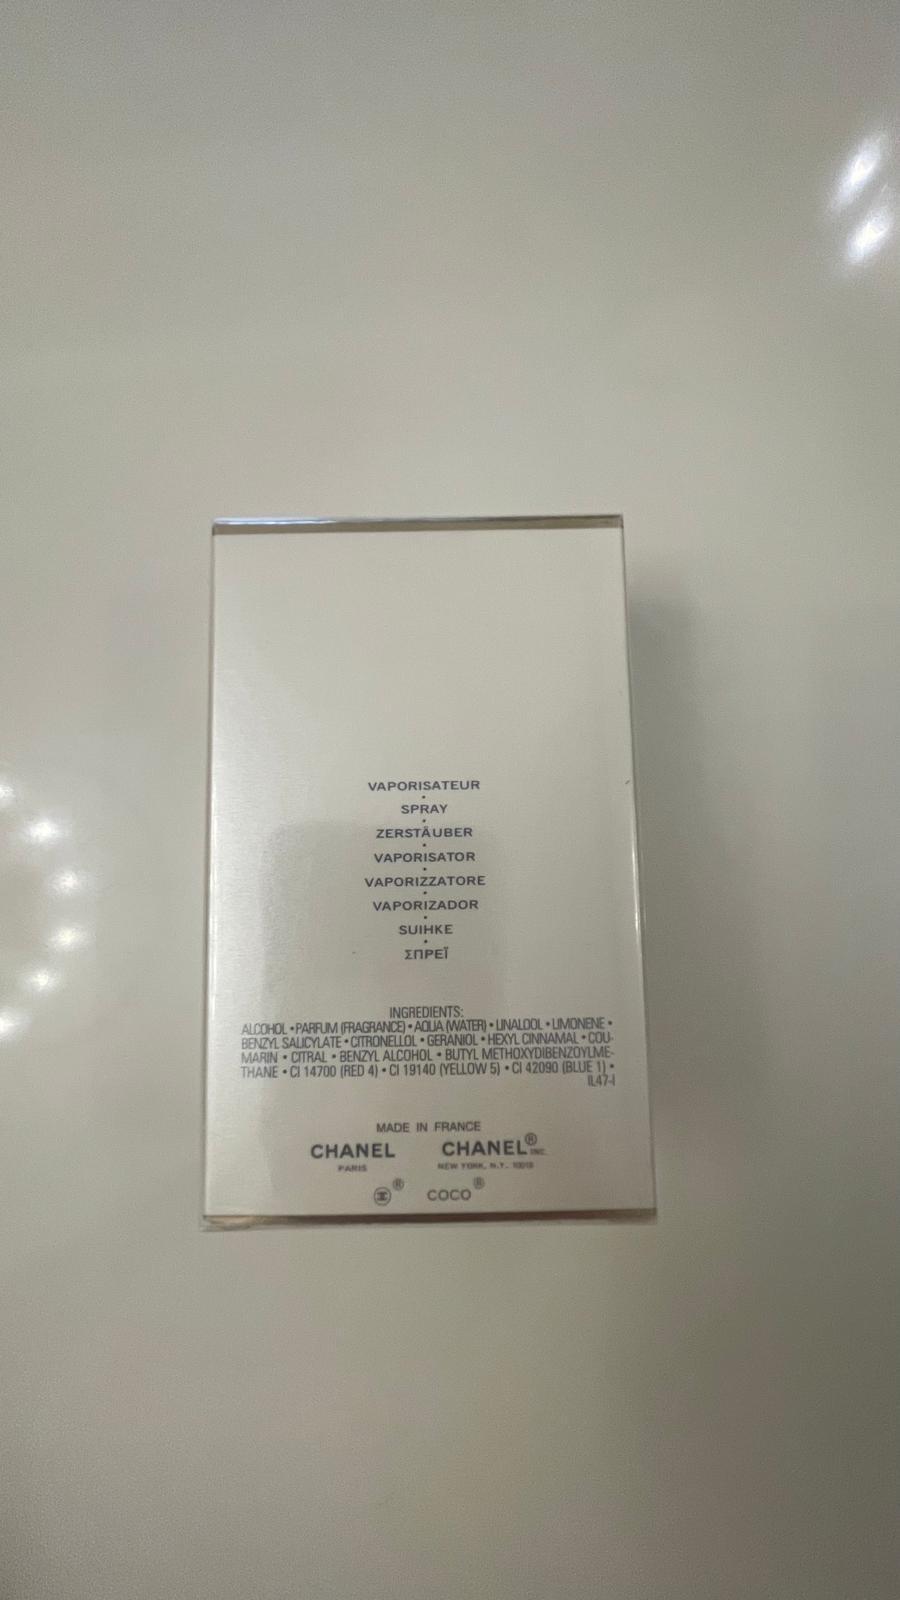 VAPORISATEUR
•
SPRAY
•
ZERSTÄUBER
•
VAPORISATOR
•
VAPORIZZATORE
•
VAPORIZADOR
•
SUIHKE
•
ΣΠΡΕΪ
INGREDIENTS:
ALCOHOL • PARFUM (FRAGRANCE) • AQUA (WATER) • LINALOOL • LIMONENE •
BENZYL SALICYLATE • CITRONELLOL • GERANIOL • HEXYL CINNAMAL • COU-
MARIN • CITRAL • BENZYL ALCOHOL • BUTYL METHOXYDIBENZOYLME-
THANE • CI 14700 (RED 4) • CI 19140 (YELLOW 5) • CI 42090 (BLUE 1) •
IL47-I
MADE IN FRANCE
CHANEL CHANEL® INC.
PARIS NEW YORK, N.Y. 10019
® COCO®